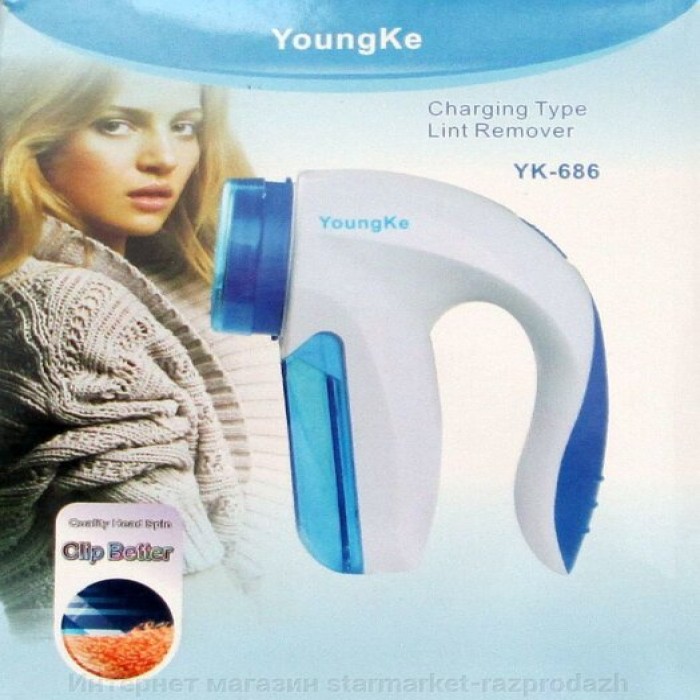 YoungKe
Charging Type
Lint Remover
YK-686
YoungKe
Quality Head Spin
Clip Better
Интернет магазин starmarket-razprodazh